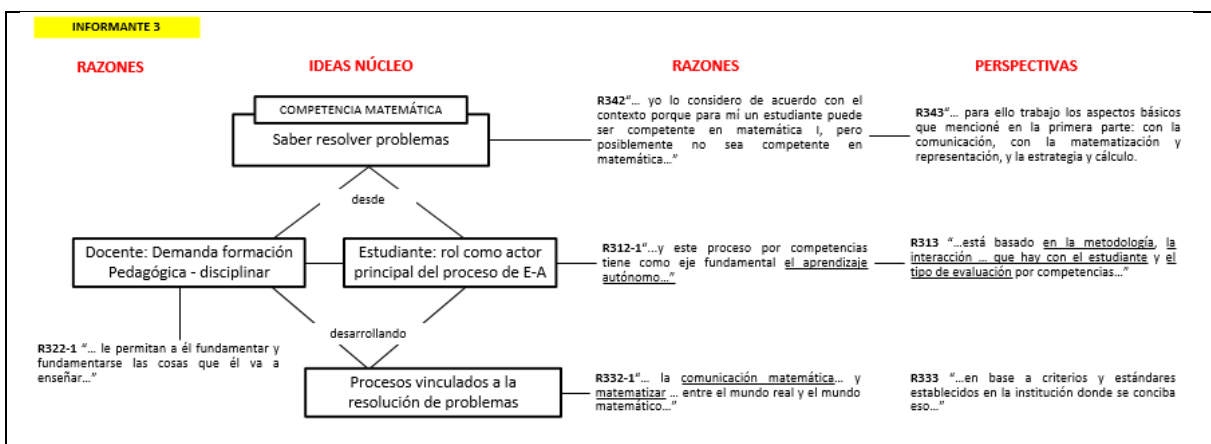 INFORMANTE 3
RAZONES
IDEAS NÚCLEO
RAZONES
PERSPECTIVAS
COMPETENCIA MATEMÁTICA
Saber resolver problemas
R342“… yo lo considero de acuerdo con el
contexto porque para mí un estudiante puede
ser competente en matemática I, pero
posiblemente no sea competente en
matemática…”
R343“… para ello trabajo los aspectos básicos
que mencioné en la primera parte: con la
comunicación, con la matematización y
representación, y la estrategia y cálculo.
desde
Docente: Demanda formación
Pedagógica - disciplinar
Estudiante: rol como actor
principal del proceso de E-A
R312-1“…y este proceso por competencias
tiene como eje fundamental el aprendizaje
autónomo…”
R313 “…está basado en la metodología, la
interacción … que hay con el estudiante y el
tipo de evaluación por competencias…”
desarrollando
R322-1 “… le permitan a él fundamentar y
fundamentarse las cosas que él va a
enseñar…”
Procesos vinculados a la
resolución de problemas
R332-1“… la comunicación matemática… y
matematizar … entre el mundo real y el mundo
matemático…”
R333 “…en base a criterios y estándares
establecidos en la institución donde se conciba
eso…”